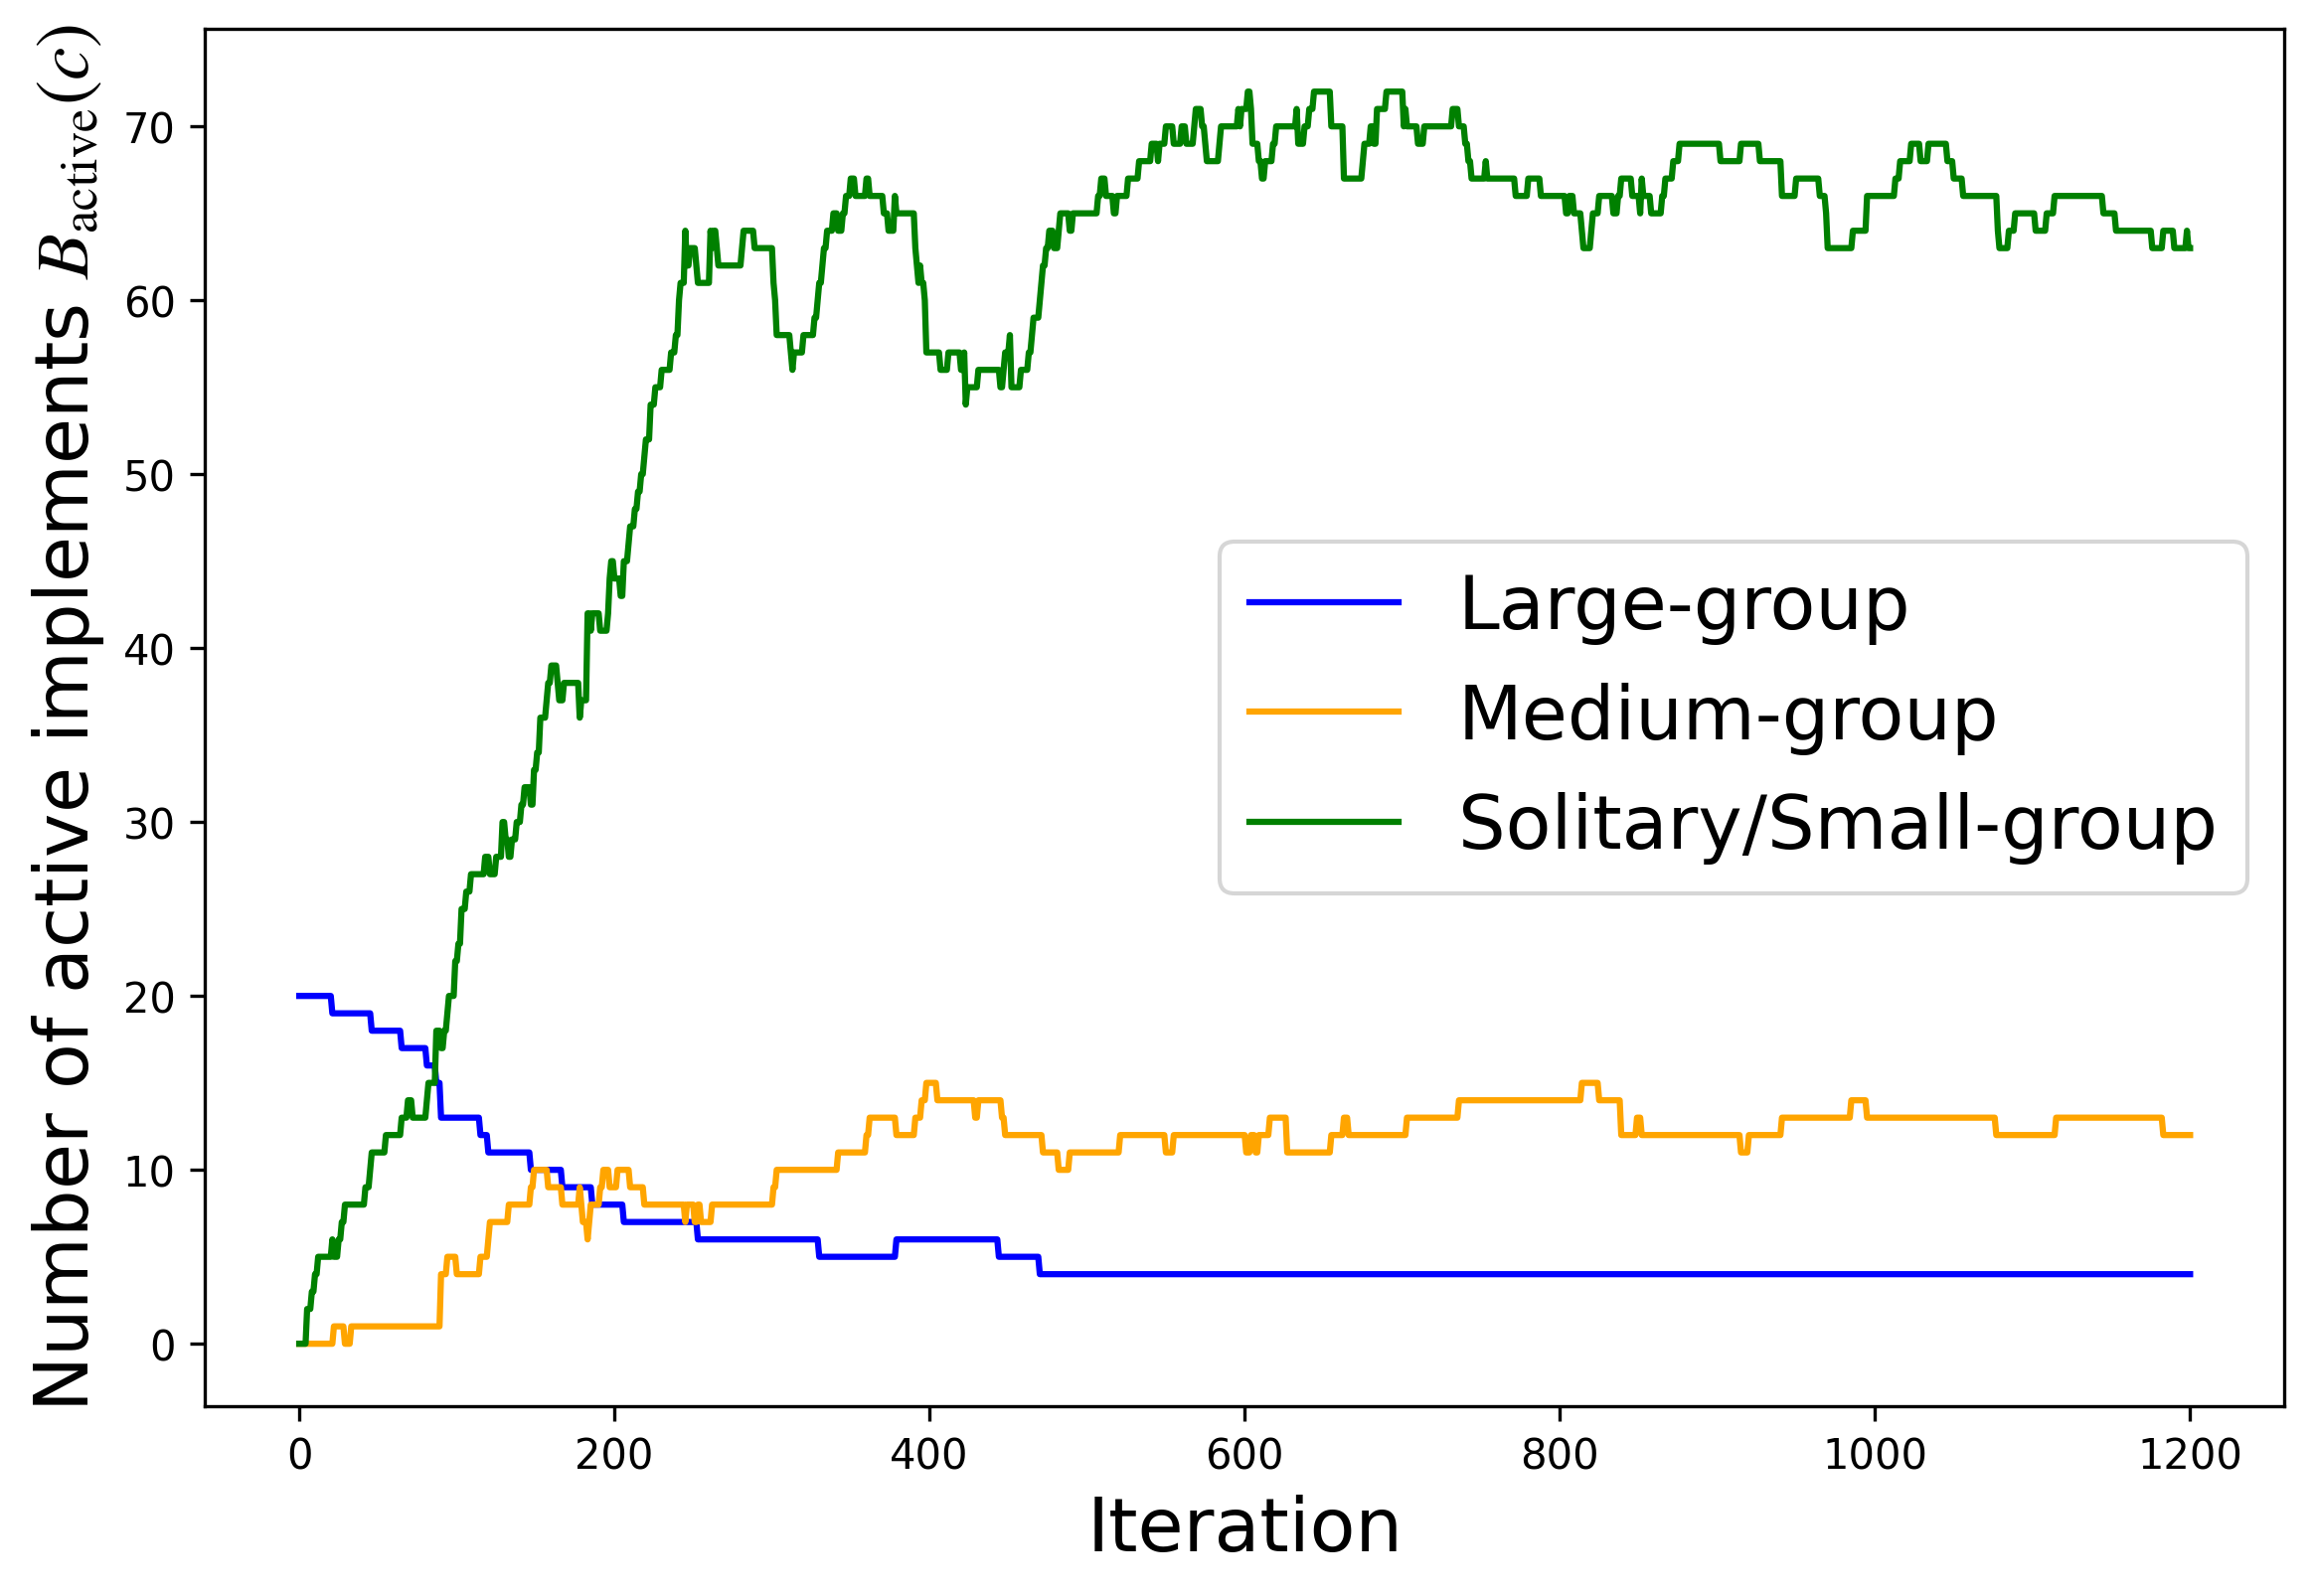 Number of active implements B_active(c)
70
60
50
40
30
20
10
0
Large-group
Medium-group
Solitary/Small-group
0 200 400 600 800 1000 1200
Iteration